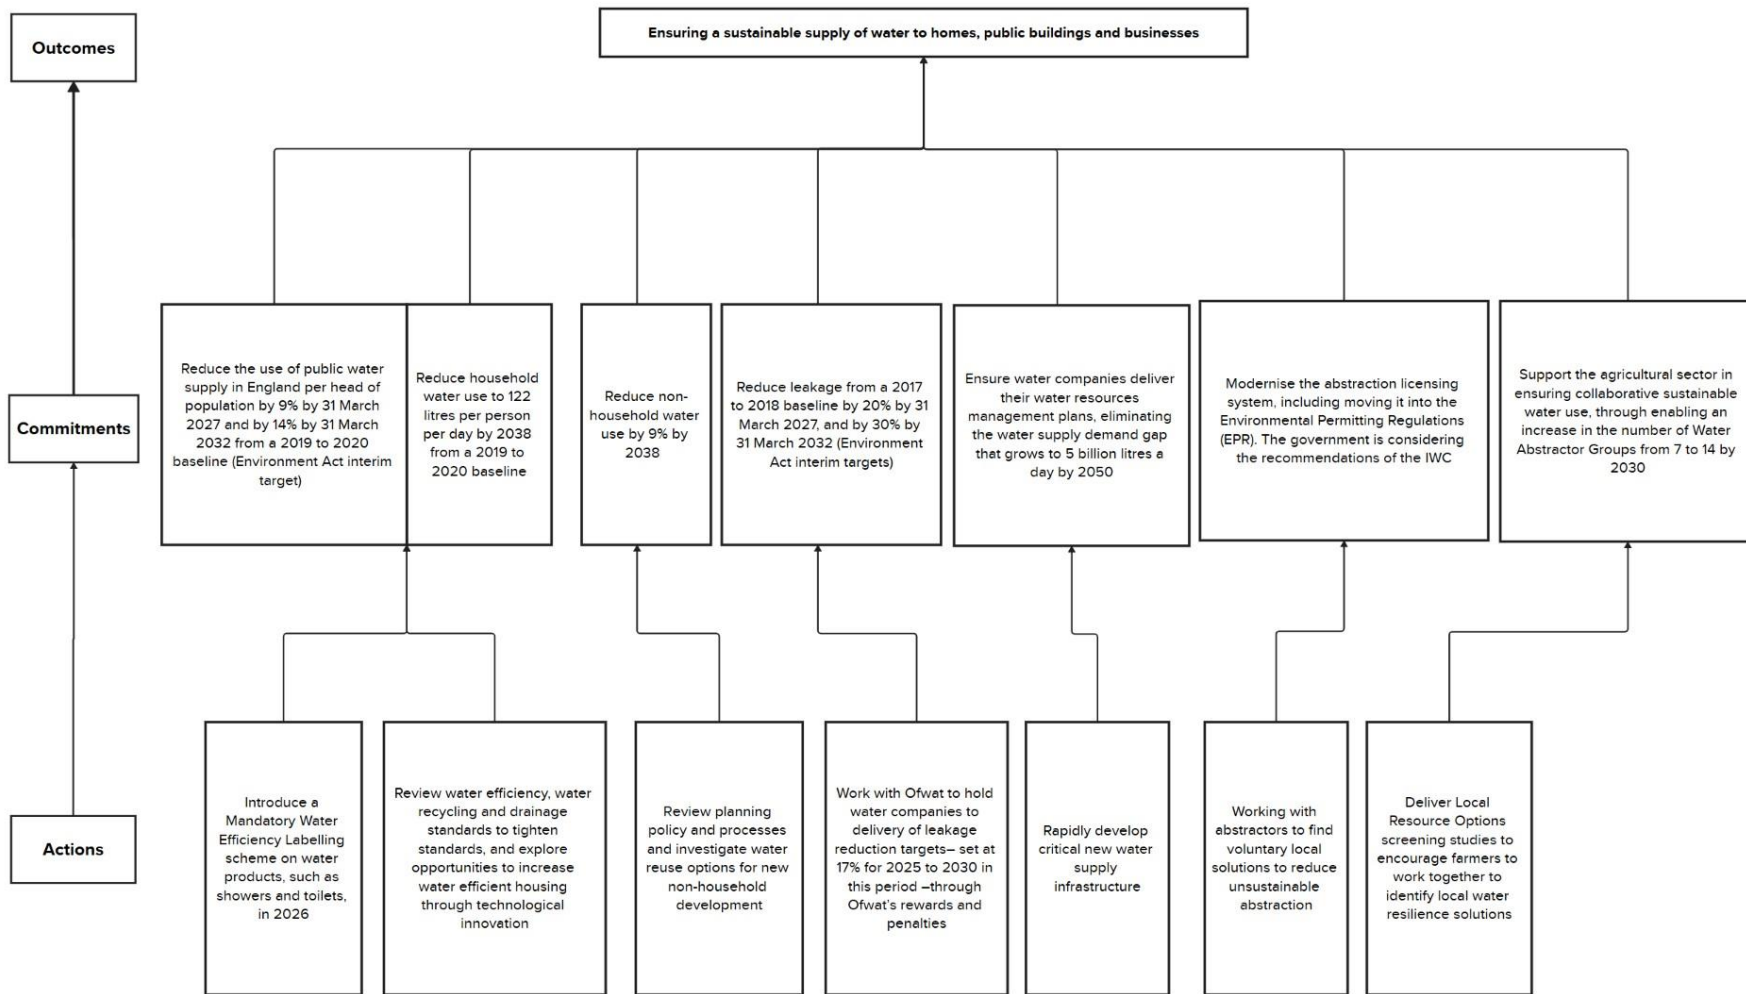 Outcomes
Ensuring a sustainable supply of water to homes, public buildings and businesses
Commitments
Reduce the use of public water
supply in England per head of
population by 9% by 31 March
2027 and by 14% by 31 March
2032 from a 2019 to 2020
baseline (Environment Act interim
target)
Reduce household
water use to 122
litres per person
per day by 2038
from a 2019 to
2020 baseline
Reduce non-
household water
use by 9% by
2038
Reduce leakage from a 2017
to 2018 baseline by 20% by 31
March 2027, and by 30% by
31 March 2032 (Environment
Act interim targets)
Ensure water companies deliver
their water resources
management plans, eliminating
the water supply demand gap
that grows to 5 billion litres a
day by 2050
Modernise the abstraction licensing
system, including moving it into the
Environmental Permitting Regulations
(EPR). The government is considering
the recommendations of the IWC
Support the agricultural sector in
ensuring collaborative sustainable
water use, through enabling an
increase in the number of Water
Abstractor Groups from 7 to 14 by
2030
Actions
Introduce a
Mandatory Water
Efficiency Labelling
scheme on water
products, such as
showers and toilets,
in 2026
Review water efficiency, water
recycling and drainage
standards to tighten
standards, and explore
opportunities to increase
water efficient housing
through technological
innovation
Review planning
policy and processes
and investigate water
reuse options for new
non-household
development
Work with Ofwat to hold
water companies to
delivery of leakage
reduction targets– set at
17% for 2025 to 2030 in
this period –through
Ofwat's rewards and
penalties
Rapidly develop
critical new water
supply
infrastructure
Working with
abstractors to find
voluntary local
solutions to reduce
unsustainable
abstraction
Deliver Local
Resource Options
screening studies to
encourage farmers to
work together to
identify local water
resilience solutions